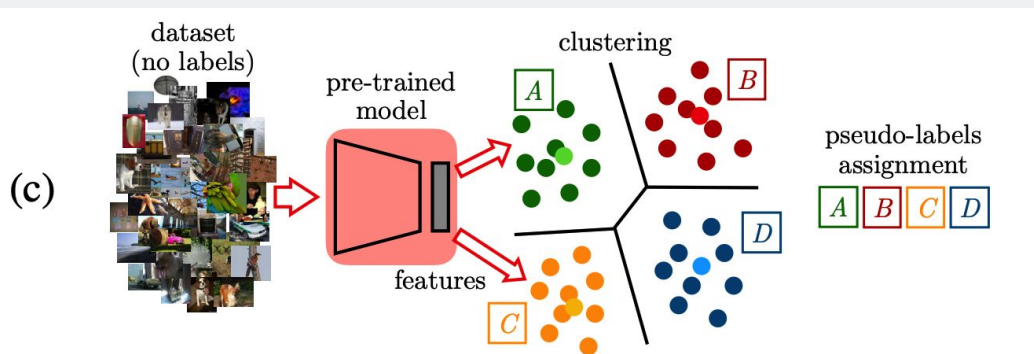 (c)
dataset
(no labels)
pre-trained
model
features
clustering
A
B
C
D
pseudo-labels
assignment
A B C D